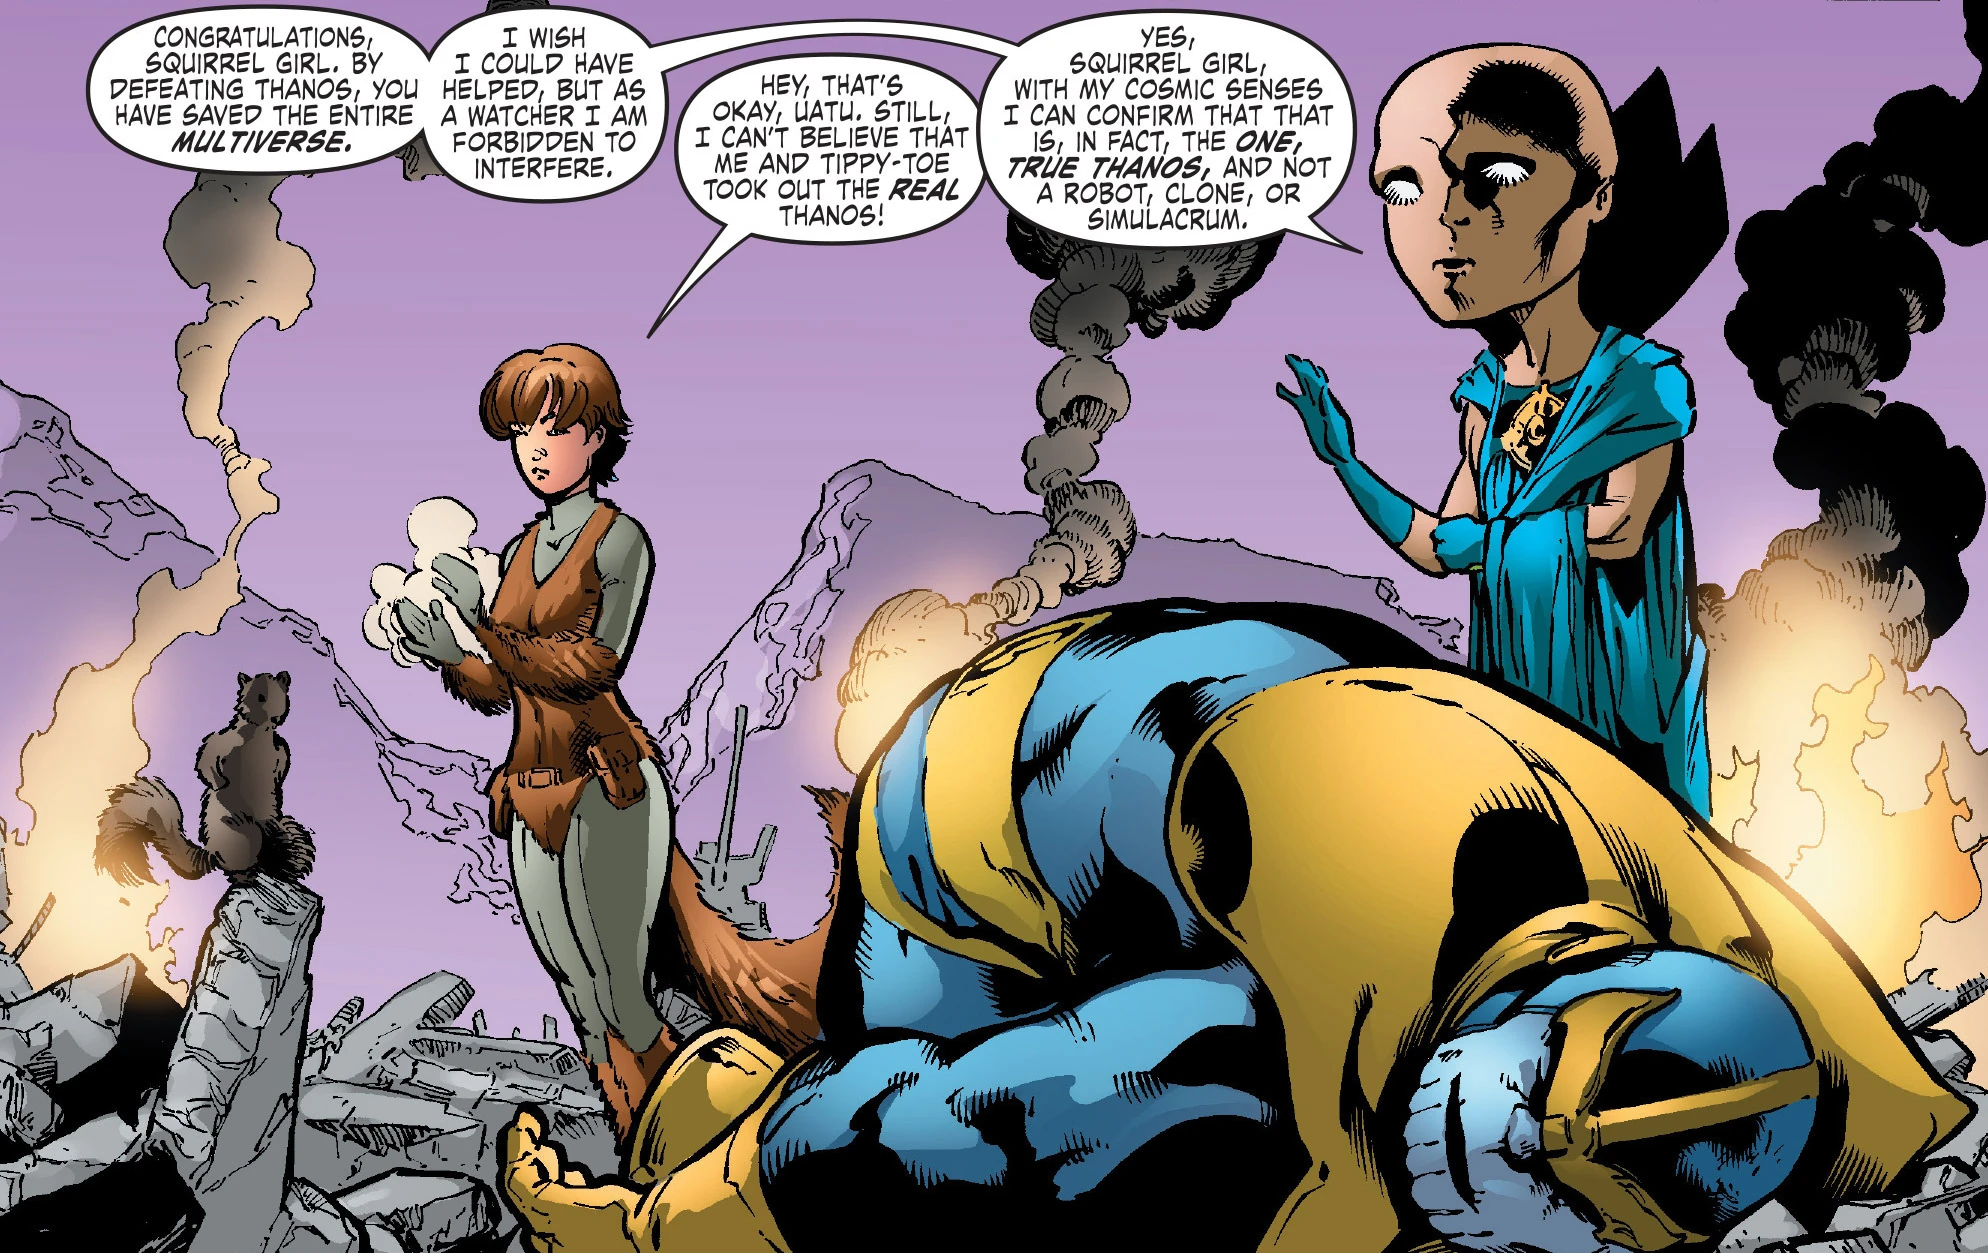 CONGRATULATIONS,
SQUIRREL GIRL. BY
DEFEATING THANOS, YOU
HAVE SAVED THE ENTIRE
MULTIVERSE.
I WISH
I COULD HAVE
HELPED, BUT AS
A WATCHER I AM
FORBIDDEN TO
INTERFERE.
HEY, THAT'S
OKAY, UATU. STILL,
I CAN'T BELIEVE THAT
ME AND TIPPY-TOE
TOOK OUT THE REAL
THANOS!
YES,
SQUIRREL GIRL,
WITH MY COSMIC SENSES
I CAN CONFIRM THAT THAT
IS, IN FACT, THE ONE,
TRUE THANOS, AND NOT
A ROBOT, CLONE, OR
SIMULACRUM.